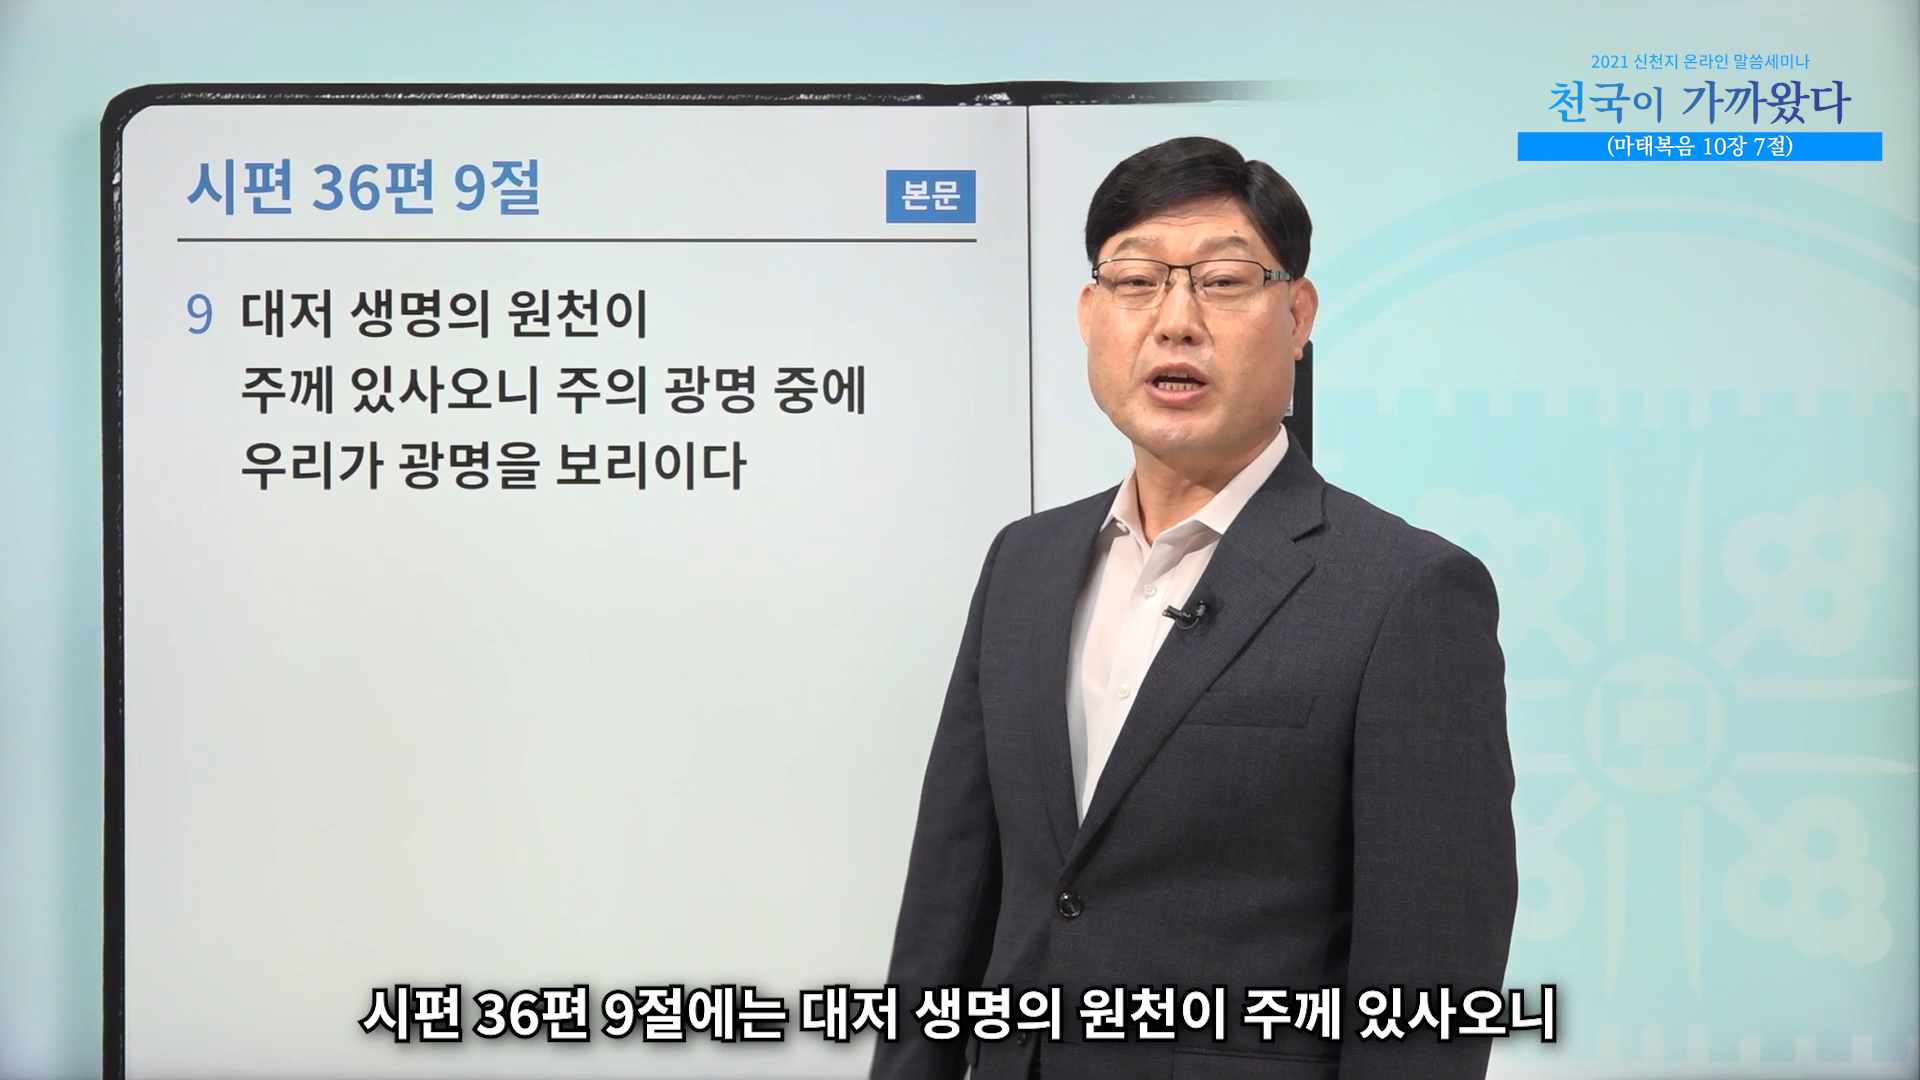 2021 신천지 온라인 말씀세미나
천국이 가까왔다
(마태복음 10장 7절)
시편 36편 9절
본문
9 대저 생명의 원천이
주께 있사오니 주의 광명 중에
우리가 광명을 보리이다
시편 36편 9절에는 대저 생명의 원천이 주께 있사오니